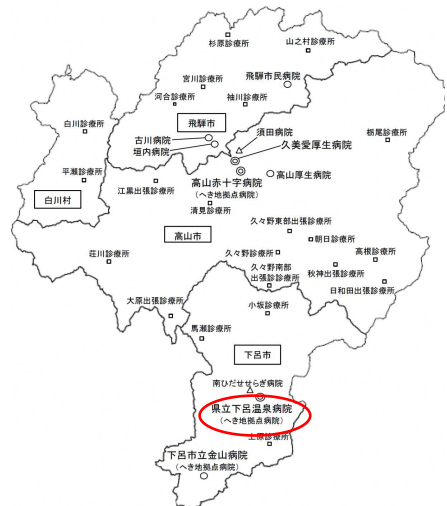 杉原診療所
山之村診療所
宮川診療所
飛騨市民病院
河合診療所
袖川診療所
飛騨市
白川診療所
古川病院
垣内病院
須田病院
久美愛厚生病院
栃尾診療所
平瀬診療所
江黒出張診療所
高山赤十字病院
(へき地拠点病院)
高山厚生病院
白川村
清見診療所
高山市
久々野東部出張診療所
朝日診療所
荘川診療所
久々野診療所
高根診療所
久々野南部
出張診診療所
秋神出張診療所
日和田出張診療所
大原出張診療所
小坂診療所
馬瀬診療所
下呂市
南ひだせせらぎ病院
県立下呂温泉病院
(へき地拠点病院)
上原診療所
下呂市立金山病院
(へき地拠点病院)